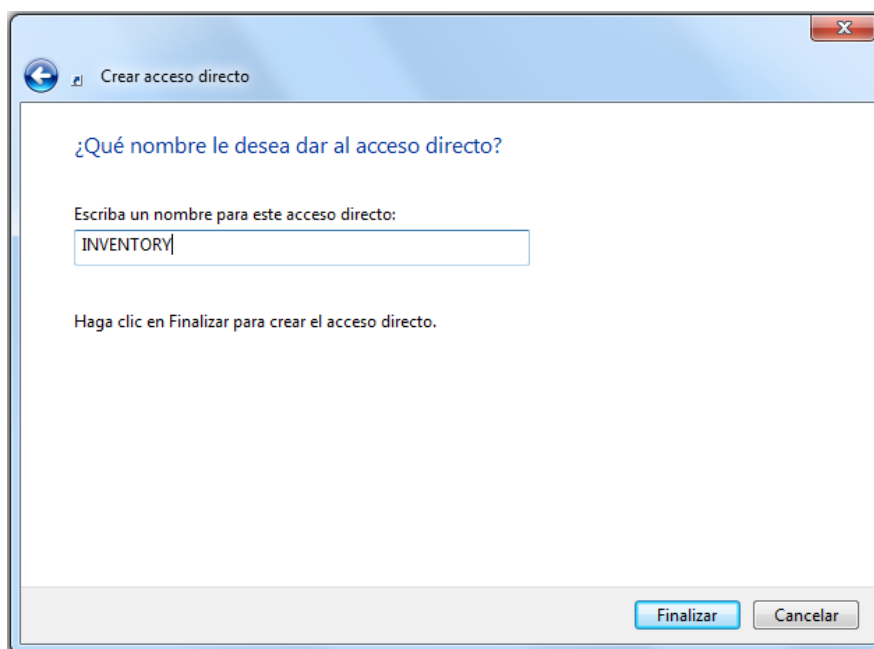 Crear acceso directo
¿Qué nombre le desea dar al acceso directo?
Escriba un nombre para este acceso directo:
INVENTORY
Haga clic en Finalizar para crear el acceso directo.
Finalizar Cancelar